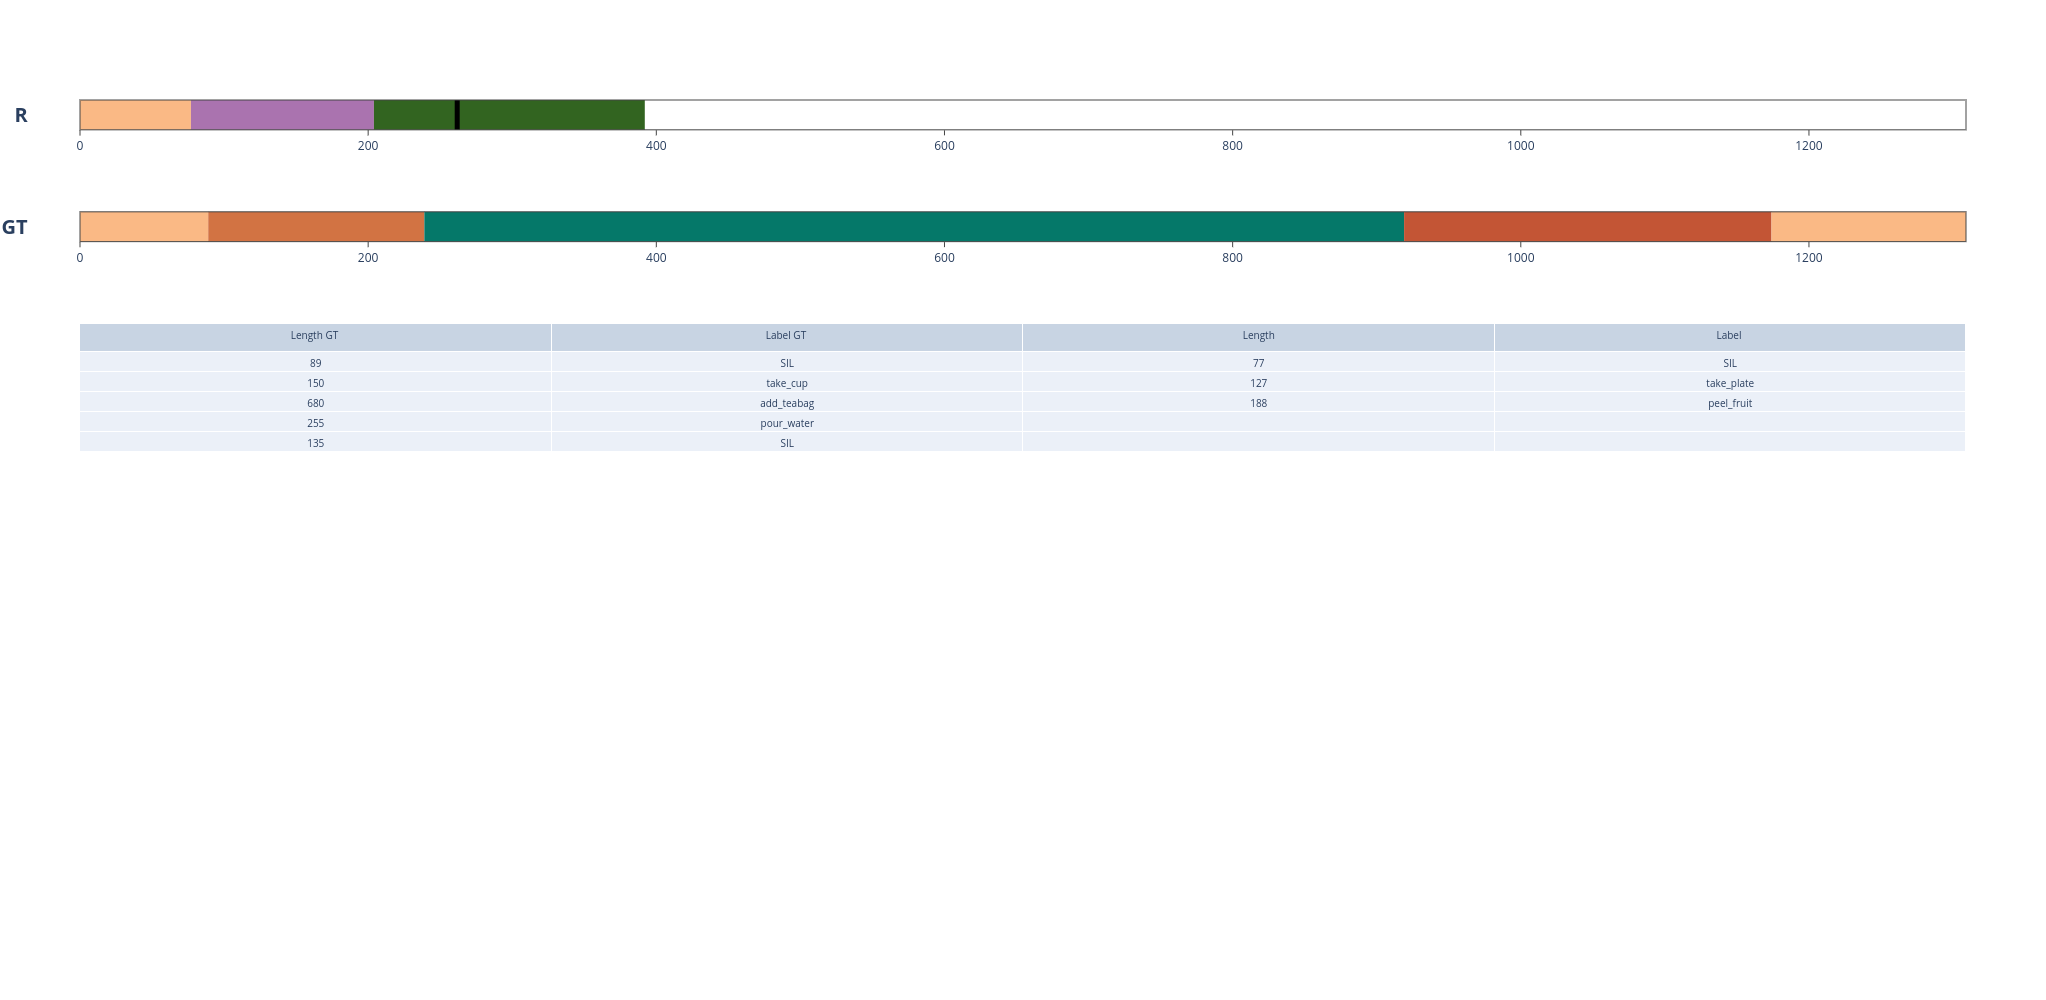 R
0 200 400 600 800 1000 1200
GT
0 200 400 600 800 1000 1200
Length GT Label GT Length Label
89 SIL 77 SIL
150 take_cup 127 take_plate
680 add_teabag 188 peel_fruit
255 pour_water
135 SIL